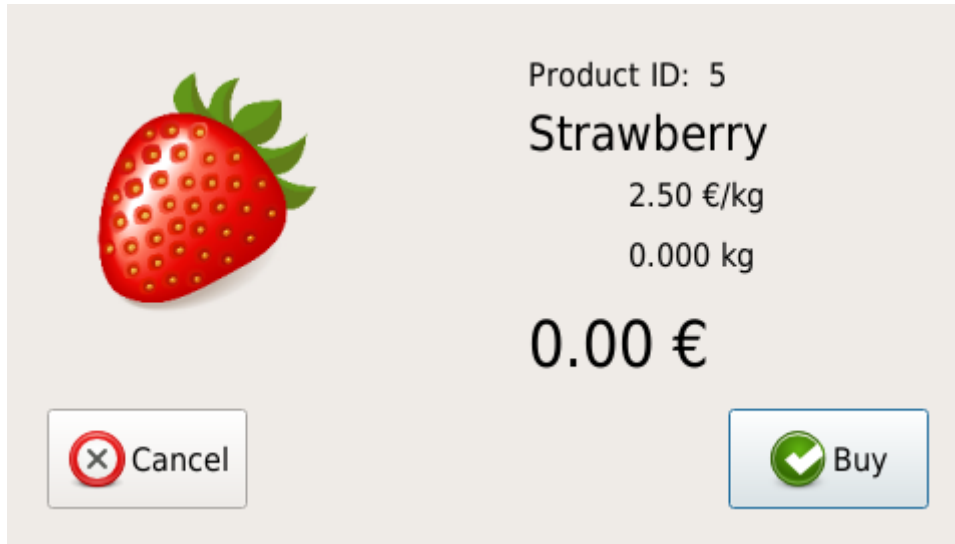 Product ID: 5
Strawberry
2.50 €/kg
0.000 kg
0.00 €
Cancel
Buy